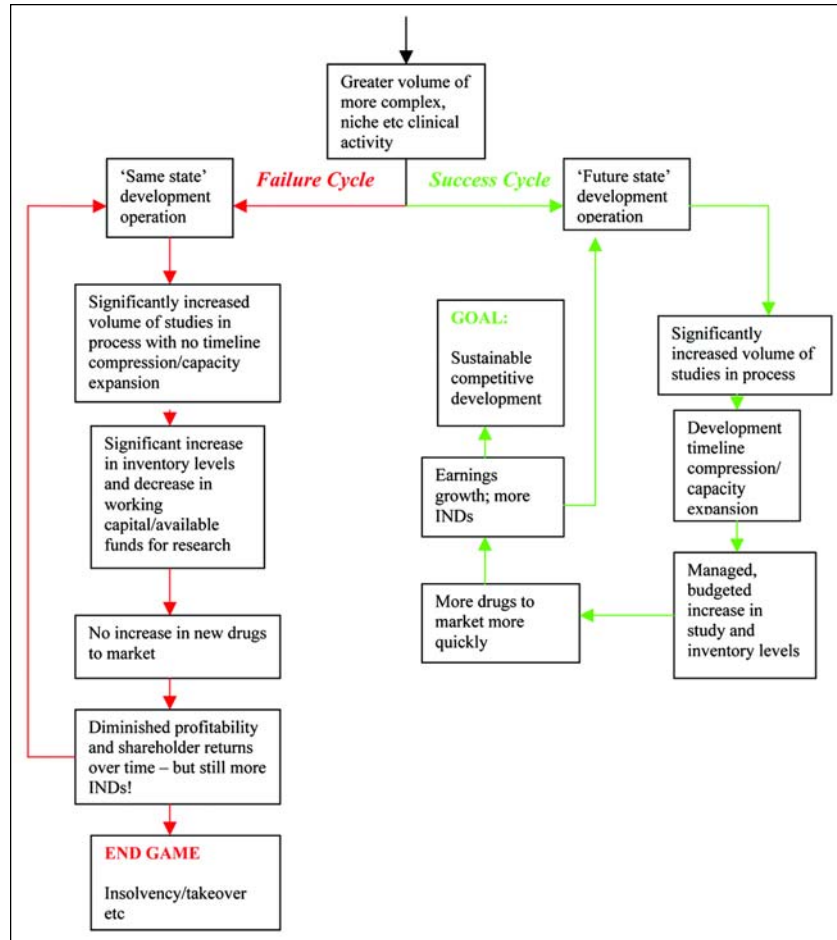 Greater volume of
more complex,
niche etc clinical
activity
Failure Cycle
Success Cycle
‘Same state’
development
operation
‘Future state’
development
operation
Significantly increased
volume of studies in
process with no timeline
compression/capacity
expansion
Significant increase
in inventory levels
and decrease in
working
capital/available
funds for research
No increase in new drugs
to market
Diminished profitability
and shareholder returns
over time – but still more
INDs!
END GAME
Insolvency/takeover
etc
GOAL:
Sustainable
competitive
development
Earnings
growth; more
INDs
More drugs to
market more
quickly
Significantly
increased volume of
studies in process
Development
timeline
compression/
capacity
expansion
Managed,
budgeted
increase in
study and
inventory levels